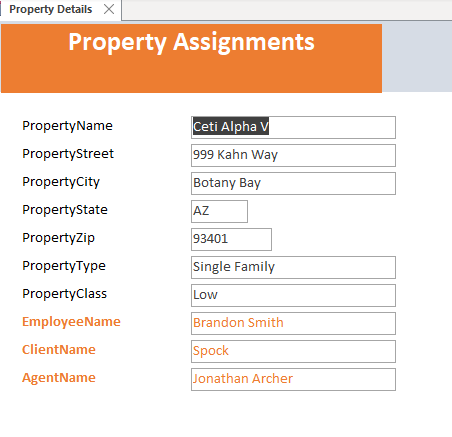 Property Details
Property Assignments
PropertyName Ceti Alpha V
PropertyStreet 999 Kahn Way
PropertyCity Botany Bay
PropertyState AZ
PropertyZip 93401
PropertyType Single Family
PropertyClass Low
EmployeeName Brandon Smith
ClientName Spock
AgentName Jonathan Archer